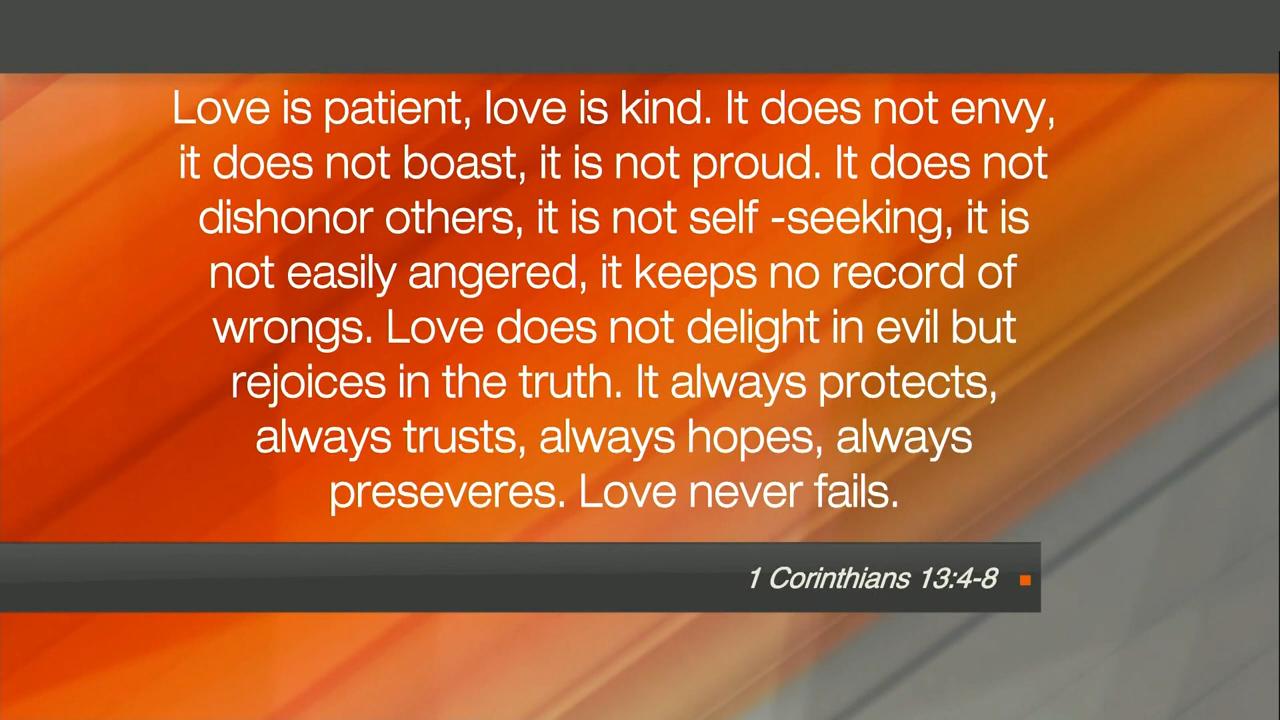 Love is patient, love is kind. It does not envy,
it does not boast, it is not proud. It does not
dishonor others, it is not self -seeking, it is
not easily angered, it keeps no record of
wrongs. Love does not delight in evil but
rejoices in the truth. It always protects,
always trusts, always hopes, always
preseveres. Love never fails.
1 Corinthians 13:4-8